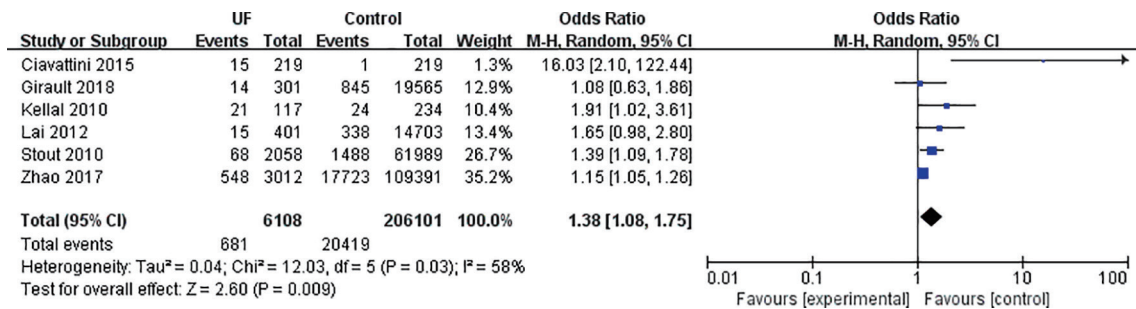 UF Control Odds Ratio Odds Ratio
Study or Subgroup Events Total Events Total Weight M-H, Random, 95% CI M-H, Random, 95% CI
Ciavattini 2015 15 219 1 219 1.3% 16.03 [2.10, 122.44]
Girault 2018 14 301 845 19565 12.9% 1.08 [0.63, 1.86]
Kellal 2010 21 117 24 234 10.4% 1.91 [1.02, 3.61]
Lai 2012 15 401 338 14703 13.4% 1.65 [0.98, 2.80]
Stout 2010 68 2058 1488 61989 26.7% 1.39 [1.09, 1.78]
Zhao 2017 548 3012 17723 109391 35.2% 1.15 [1.05, 1.26]
Total (95% CI) 6108 206101 100.0% 1.38 [1.08, 1.75]
Total events 681 20419
Heterogeneity: Tau² = 0.04; Chi² = 12.03, df = 5 (P = 0.03); I² = 58%
Test for overall effect: Z = 2.60 (P = 0.009)
0.01 0.1 1 10 100
Favours [experimental] Favours [control]